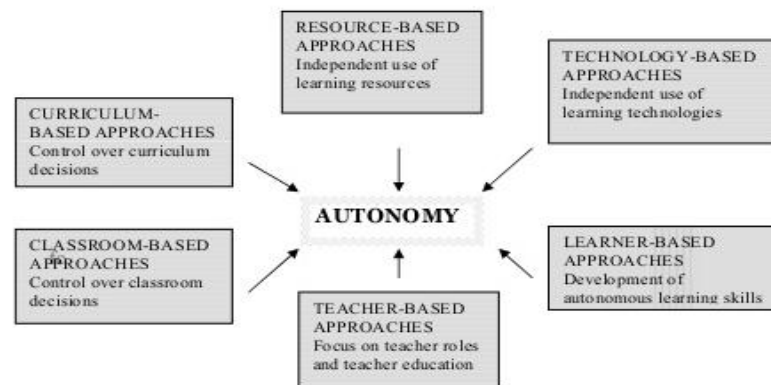 RESOURCE-BASED
APPROACHES
Independent use of
learning resources
TECHNOLOGY-BASED
APPROACHES
Independent use of
learning technologies
CURRICULUM-
BASED APPROACHES
Control over curriculum
decisions
AUTONOMY
CLASSROOM-BASED
APPROACHES
Control over classroom
decisions
LEARNER-BASED
APPROACHES
Development of
autonomous learning skills
TEACHER-BASED
APPROACHES
Focus on teacher roles
and teacher education